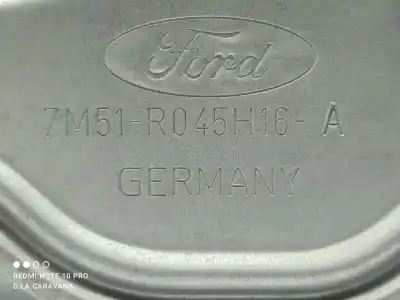 Ford
7M51-R045H16-A
GERMANY
REDMI NOTE 10 PRO
D.LA CARAVANA